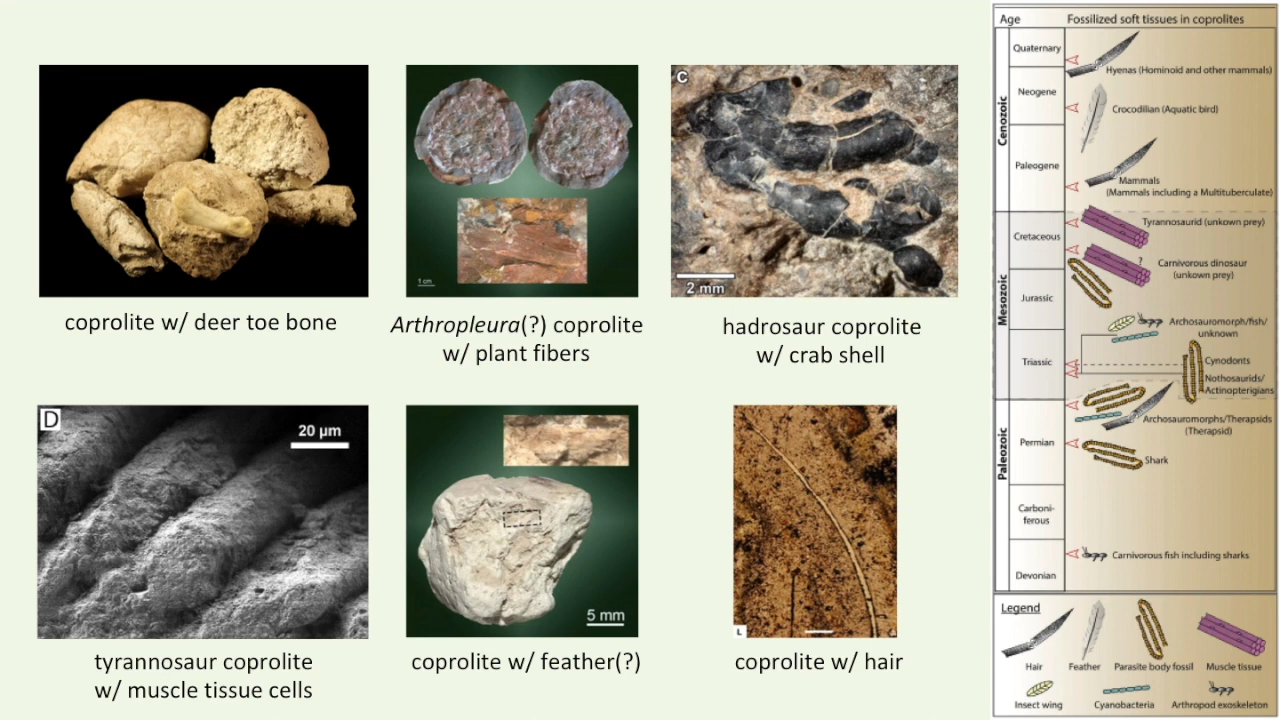 coprolite w/ deer toe bone
1 cm
Arthropleura(?) coprolite
w/ plant fibers
C
2 mm
hadrosaur coprolite
w/ crab shell
D
20 µm
tyrannosaur coprolite
w/ muscle tissue cells
5 mm
coprolite w/ feather(?)
L
coprolite w/ hair
Age
Fossilized soft tissues in coprolites
Cenozoic
Quaternary
Hyenas (Hominoid and other mammals)
Neogene
Crocodilian (Aquatic bird)
Paleogene
Mammals
(Mammals including a Multituberculate)
Mesozoic
Cretaceous
Tyrannosaurid (unkown prey)
?
Carnivorous dinosaur
(unkown prey)
Jurassic
Archosauromorph/fish/
unknown
Triassic
Cynodonts
Nothosaurids/
Actinopterigians
Paleozoic
Archosauromorphs/Therapsids
(Therapsid)
Permian
Shark
Carboni-
ferous
Carnivorous fish including sharks
Devonian
Legend
Hair
Feather
Parasite body fossil
Muscle tissue
Insect wing
Cyanobacteria
Arthropod exoskeleton